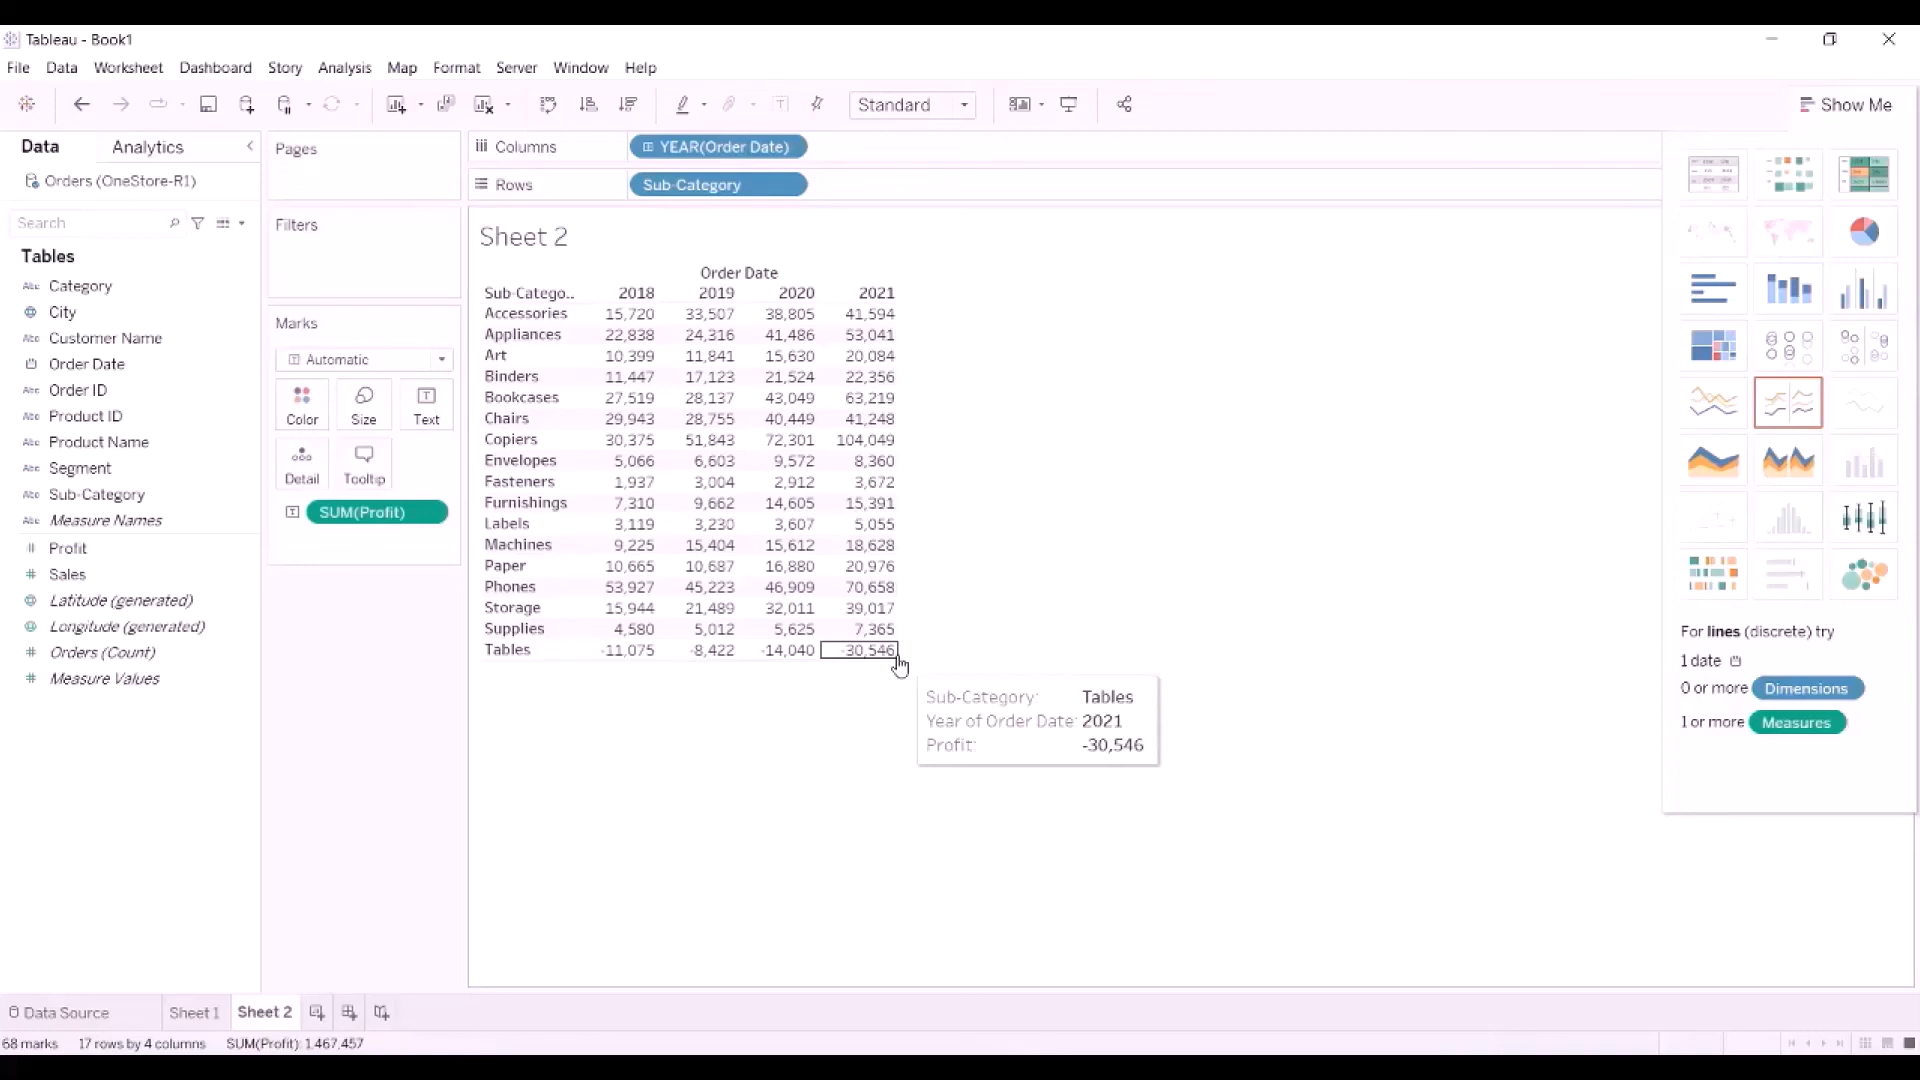 Tableau - Book1
File Data Worksheet Dashboard Story Analysis Map Format Server Window Help
Standard
Show Me
Data Analytics
Orders (OneStore-R1)
Search
Tables
Abc Category
City
Abc Customer Name
Order Date
Abc Order ID
Abc Product ID
Abc Product Name
Abc Segment
Abc Sub-Category
Abc Measure Names
Profit
# Sales
Latitude (generated)
Longitude (generated)
# Orders (Count)
# Measure Values
Pages
Filters
Marks
Automatic
Color Size Text
Detail Tooltip
SUM(Profit)
Columns YEAR(Order Date)
Rows Sub-Category
Sheet 2
Order Date
Sub-Catego.. 2018 2019 2020 2021
Accessories 15,720 33,507 38,805 41,594
Appliances 22,838 24,316 41,486 53,041
Art 10,399 11,841 15,630 20,084
Binders 11,447 17,123 21,524 22,356
Bookcases 27,519 28,137 43,049 63,219
Chairs 29,943 28,755 40,449 41,248
Copiers 30,375 51,843 72,301 104,049
Envelopes 5,066 6,603 9,572 8,360
Fasteners 1,937 3,004 2,912 3,672
Furnishings 7,310 9,662 14,605 15,391
Labels 3,119 3,230 3,607 5,055
Machines 9,225 15,404 15,612 18,628
Paper 10,665 10,687 16,880 20,976
Phones 53,927 45,223 46,909 70,658
Storage 15,944 21,489 32,011 39,017
Supplies 4,580 5,012 5,625 7,365
Tables -11,075 -8,422 -14,040 -30,546
Sub-Category: Tables
Year of Order Date: 2021
Profit: -30,546
For lines (discrete) try
1 date
0 or more Dimensions
1 or more Measures
Data Source Sheet 1 Sheet 2
68 marks 17 rows by 4 columns SUM(Profit): 1,467,457